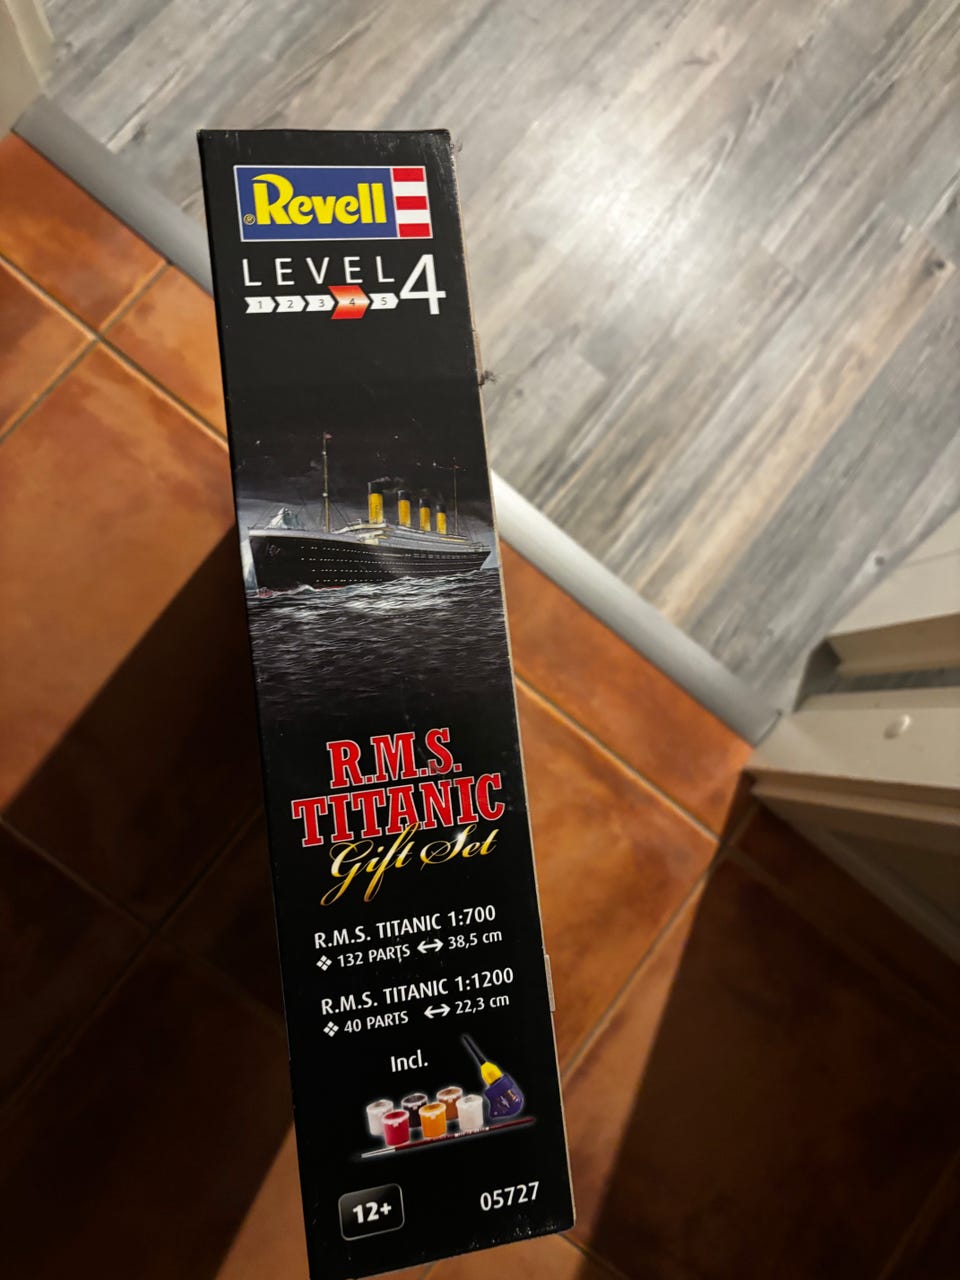 ® Revell
LEVEL 4
1 2 3 4 5
R.M.S.
TITANIC
Gift Set
R.M.S. TITANIC 1:700
132 PARTS ↔ 38,5 cm
R.M.S. TITANIC 1:1200
40 PARTS ↔ 22,3 cm
Incl.
12+
05727